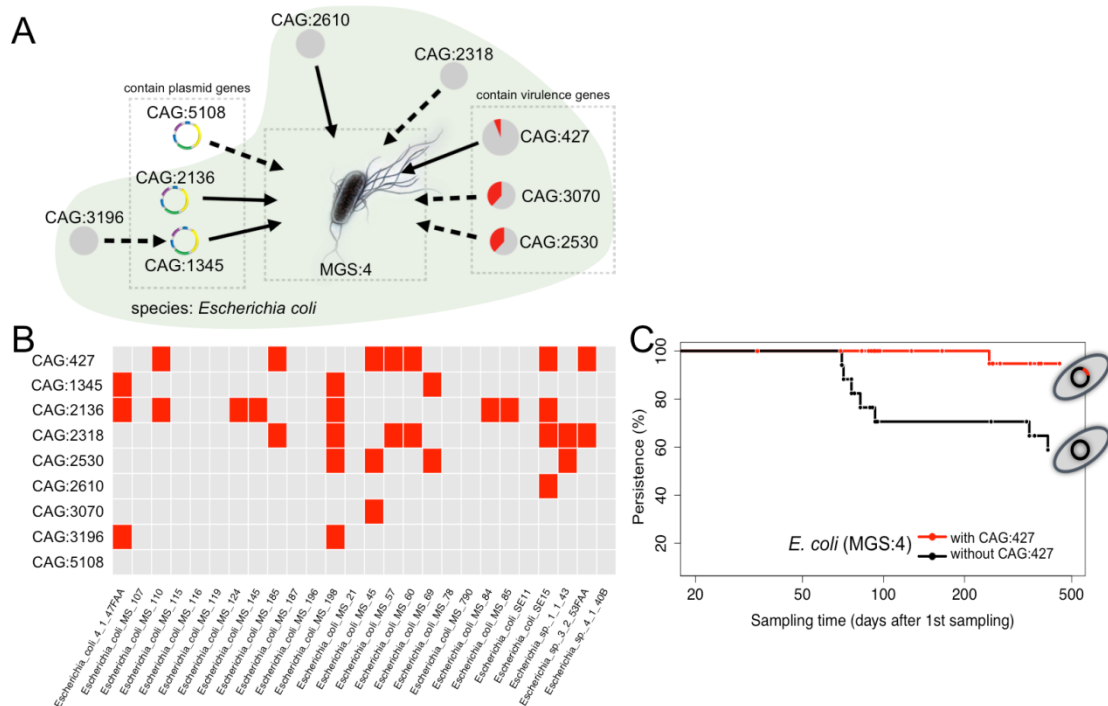 A
CAG:2610
CAG:2318
contain plasmid genes
contain virulence genes
CAG:5108
CAG:427
CAG:2136
CAG:3070
CAG:3196
CAG:2530
CAG:1345
MGS:4
species: Escherichia coli
B
CAG:427
CAG:1345
CAG:2136
CAG:2318
CAG:2530
CAG:2610
CAG:3070
CAG:3196
CAG:5108
Escherichia_coli_4_1_47FAA
Escherichia_coli_MS_107
Escherichia_coli_MS_110
Escherichia_coli_MS_115
Escherichia_coli_MS_116
Escherichia_coli_MS_119
Escherichia_coli_MS_124
Escherichia_coli_MS_145
Escherichia_coli_MS_185
Escherichia_coli_MS_187
Escherichia_coli_MS_196
Escherichia_coli_MS_198
Escherichia_coli_MS_21
Escherichia_coli_MS_45
Escherichia_coli_MS_57
Escherichia_coli_MS_60
Escherichia_coli_MS_69
Escherichia_coli_MS_78
Escherichia_coli_MS_790
Escherichia_coli_MS_84
Escherichia_coli_MS_85
Escherichia_coli_SE11
Escherichia_coli_SE15
Escherichia_sp._1_1_43
Escherichia_sp_3_2_53FAA
Escherichia_sp_4_1_40B
C
Persistence (%)
100
80
60
40
20
E. coli (MGS:4)
with CAG:427
without CAG:427
20 50 100 200 500
Sampling time (days after 1st sampling)